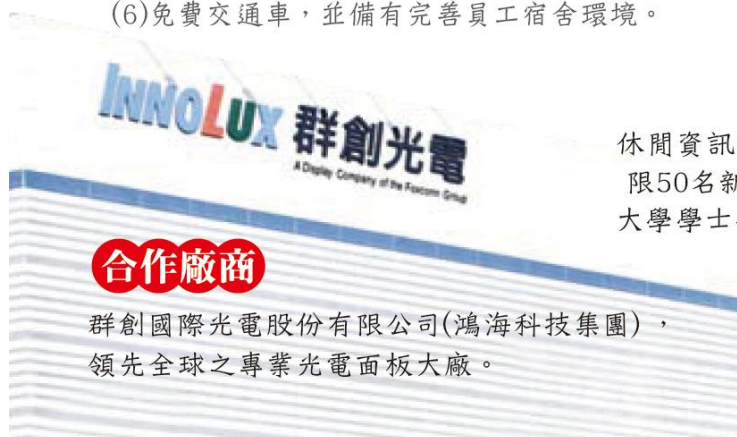 (6)免費交通車，並備有完善員工宿舍環境。
INNOLUX 群創光電
A Display Company of the Foxconn Group
休閒資訊
限50名新
大學學士
合作廠商
群創國際光電股份有限公司(鴻海科技集團)，
領先全球之專業光電面板大廠。